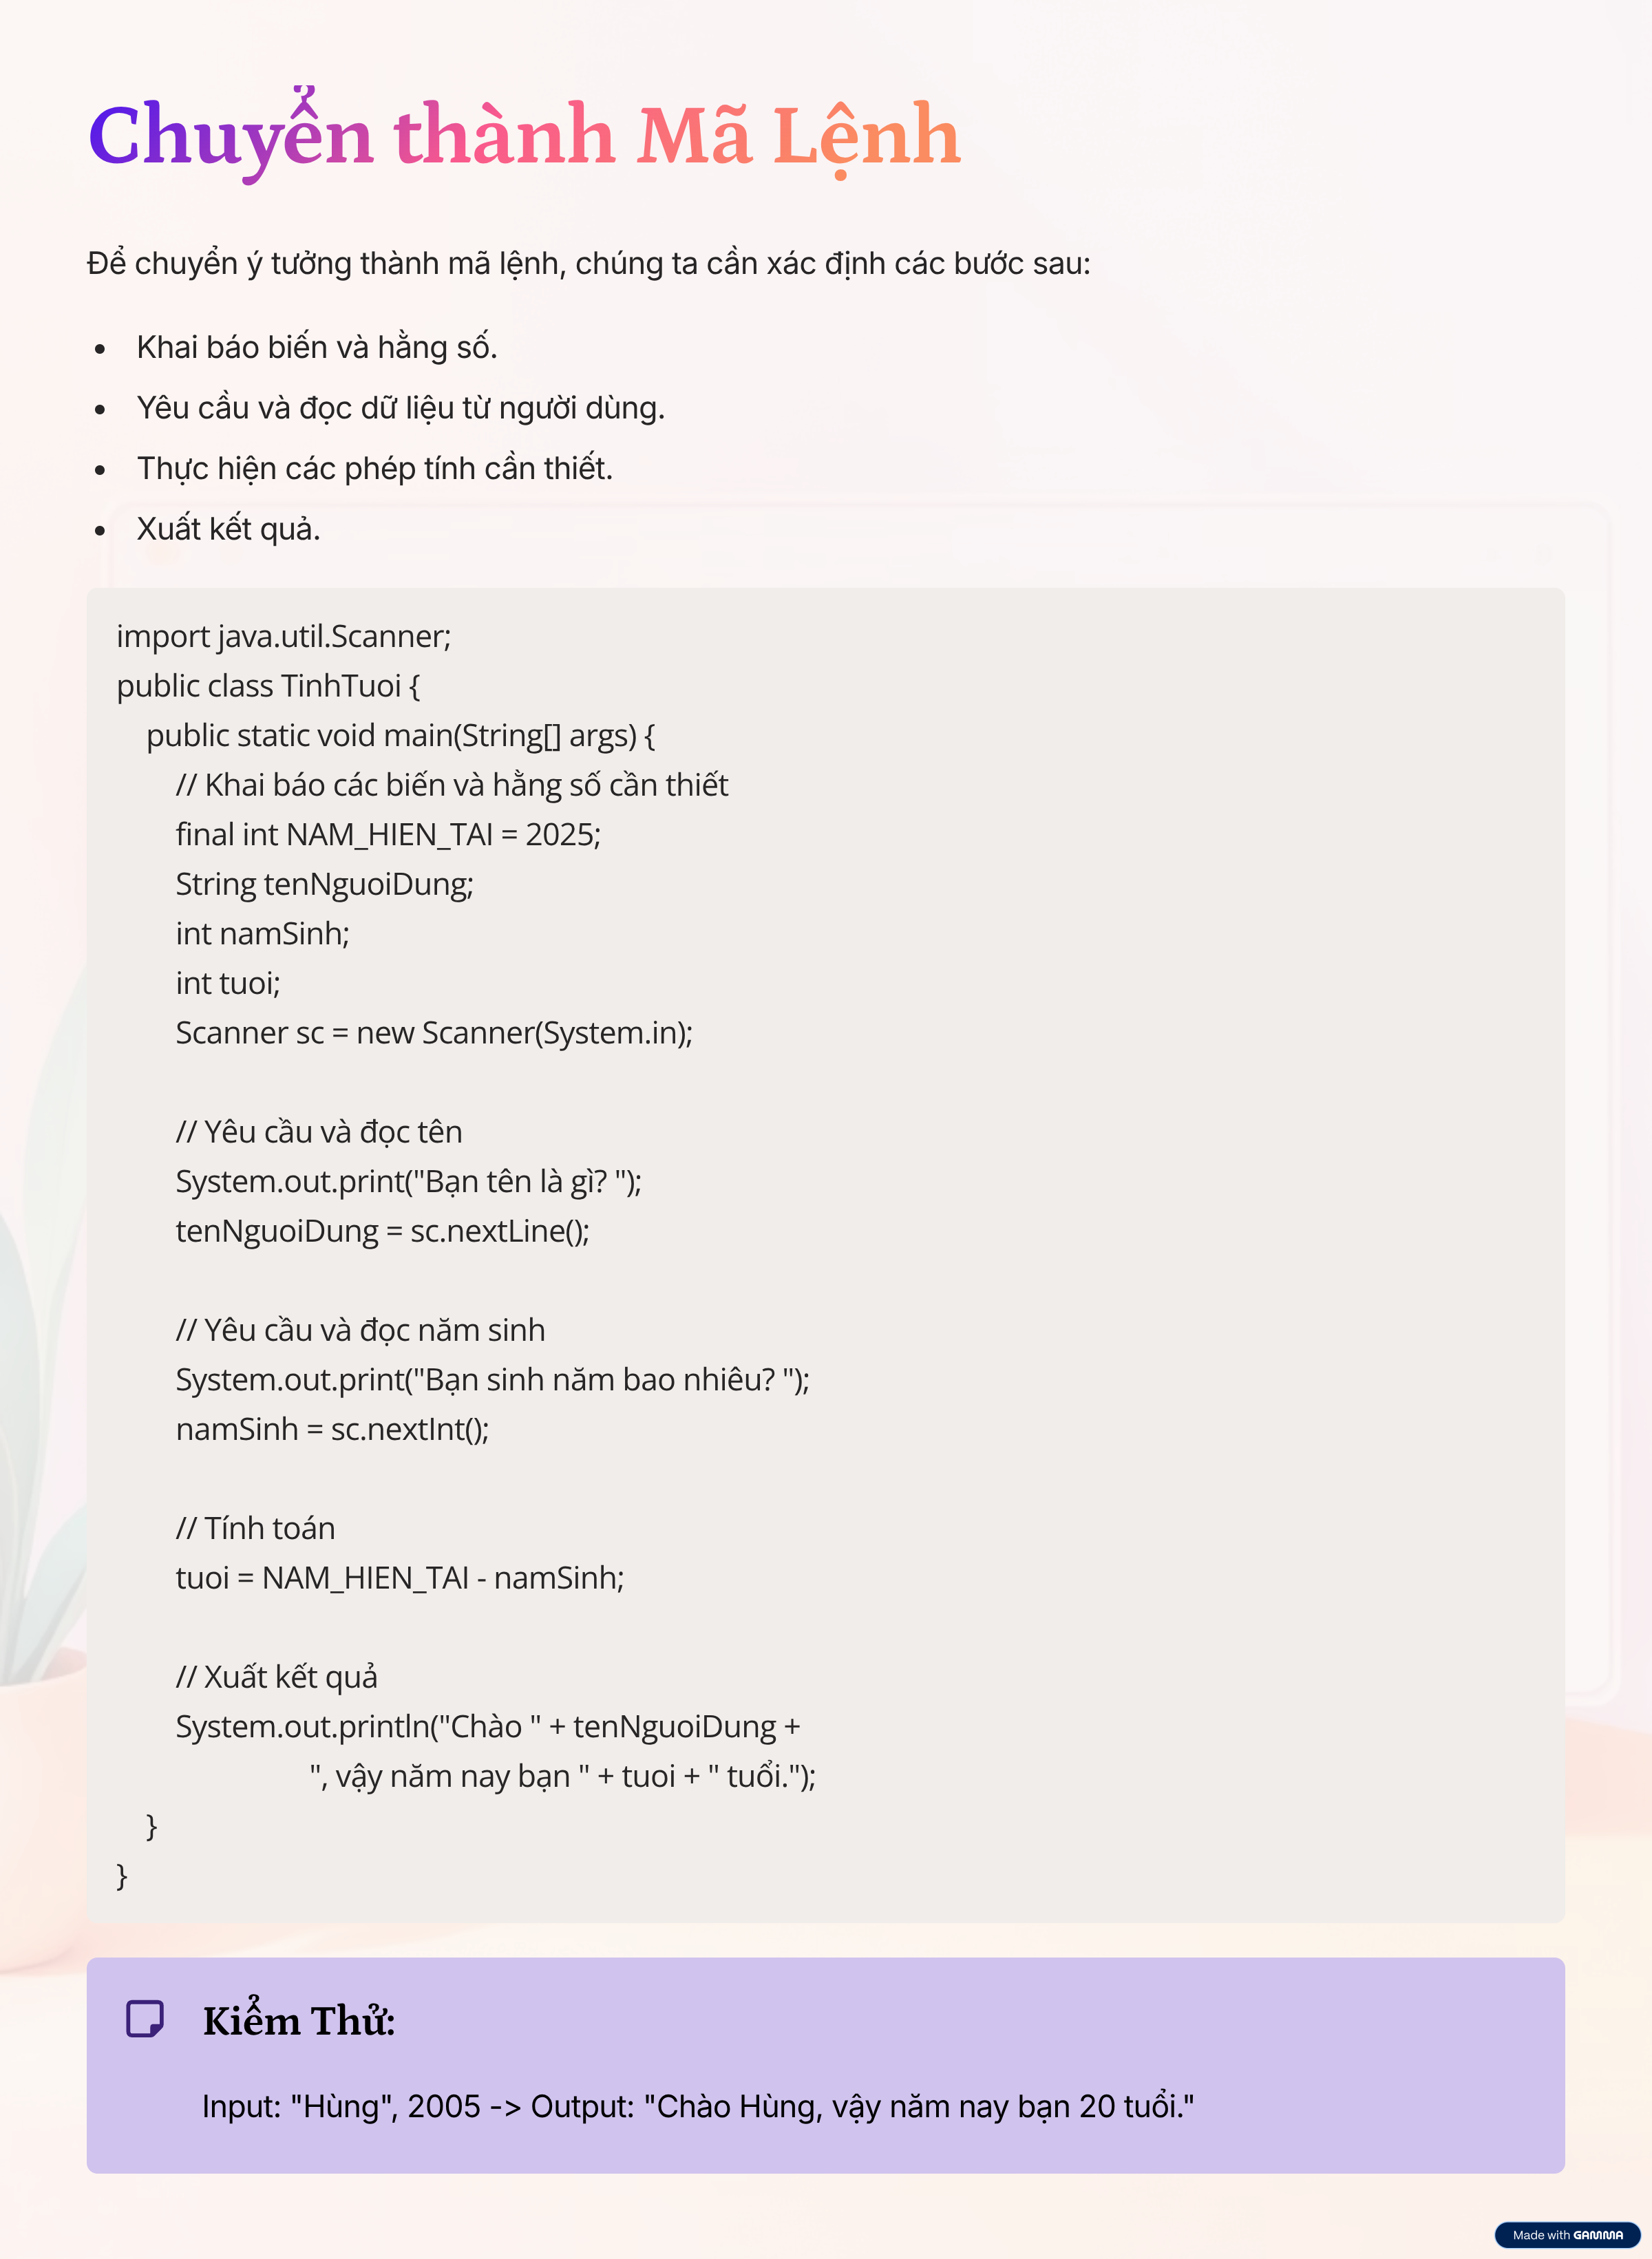 Chuyển thành Mã Lệnh
Để chuyển ý tưởng thành mã lệnh, chúng ta cần xác định các bước sau:
• Khai báo biến và hằng số.
• Yêu cầu và đọc dữ liệu từ người dùng.
• Thực hiện các phép tính cần thiết.
• Xuất kết quả.
import java.util.Scanner;
public class TinhTuoi {
    public static void main(String[] args) {
        // Khai báo các biến và hằng số cần thiết
        final int NAM_HIEN_TAI = 2025;
        String tenNguoiDung;
        int namSinh;
        int tuoi;
        Scanner sc = new Scanner(System.in);

        // Yêu cầu và đọc tên
        System.out.print("Bạn tên là gì? ");
        tenNguoiDung = sc.nextLine();

        // Yêu cầu và đọc năm sinh
        System.out.print("Bạn sinh năm bao nhiêu? ");
        namSinh = sc.nextInt();

        // Tính toán
        tuoi = NAM_HIEN_TAI - namSinh;

        // Xuất kết quả
        System.out.println("Chào " + tenNguoiDung +
                          ", vậy năm nay bạn " + tuoi + " tuổi.");
    }
}
Kiểm Thử:
Input: "Hùng", 2005 -> Output: "Chào Hùng, vậy năm nay bạn 20 tuổi."
Made with GAMMA